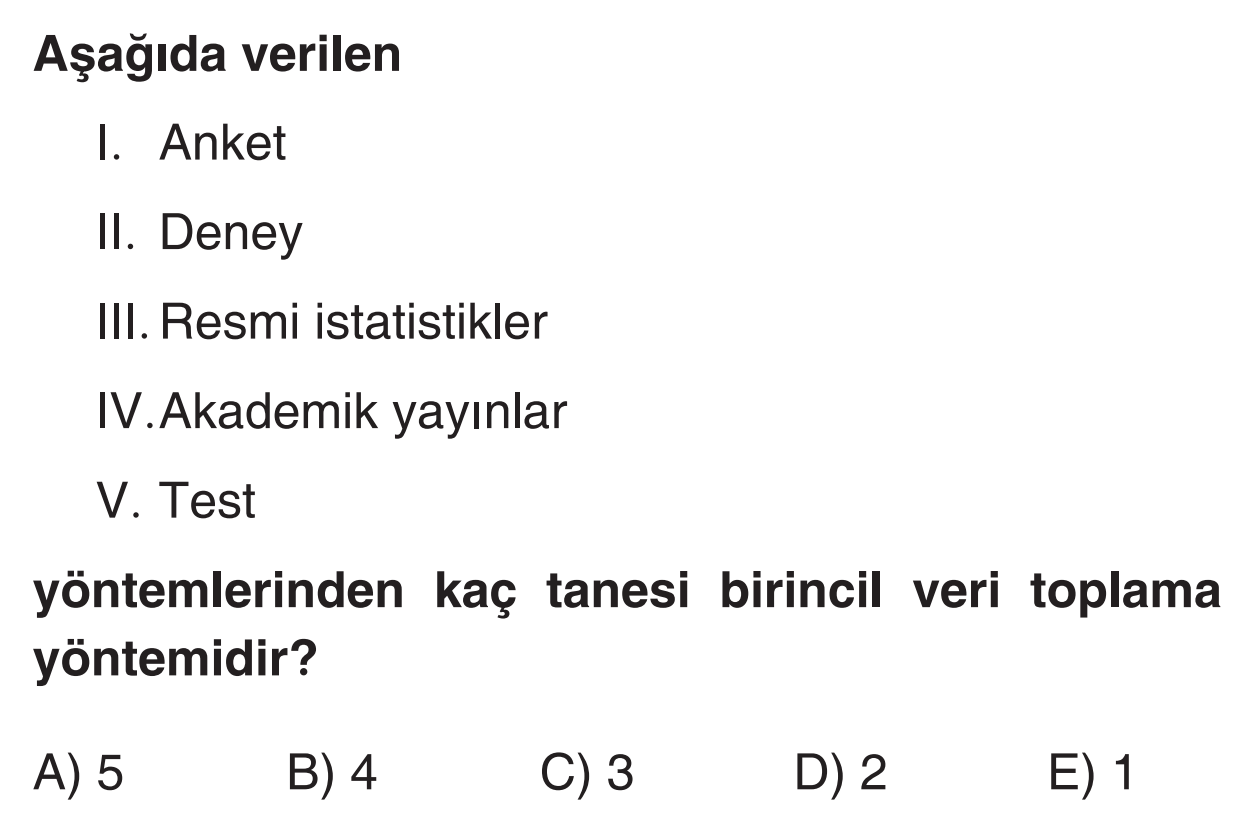 Aşağıda verilen
I. Anket
II. Deney
III. Resmi istatistikler
IV. Akademik yayınlar
V. Test
yöntemlerinden kaç tanesi birincil veri toplama
yöntemidir?
A) 5 B) 4 C) 3 D) 2 E) 1